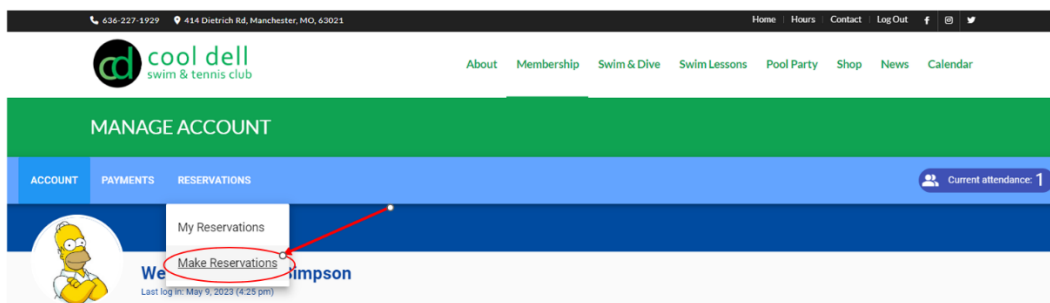 636-227-1929 414 Dietrich Rd, Manchester, MO, 63021 Home Hours Contact Log Out
cool dell
swim & tennis club
About Membership Swim & Dive Swim Lessons Pool Party Shop News Calendar
MANAGE ACCOUNT
ACCOUNT PAYMENTS RESERVATIONS Current attendance: 1
My Reservations
Make Reservations
We impson
Last log in: May 9, 2023 (4:25 pm)